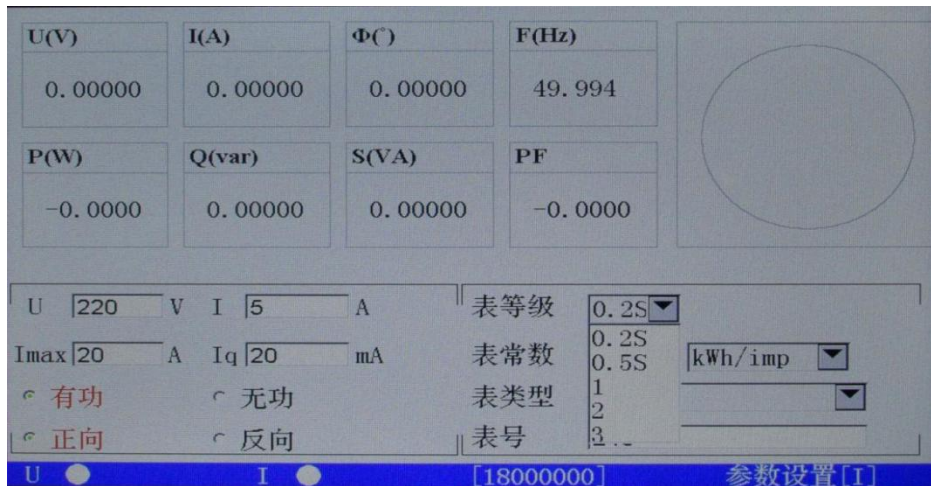 U(V) I(A) Φ(°) F(Hz)
0.00000 0.00000 0.00000 49.994
P(W) Q(var) S(VA) PF
-0.0000 0.00000 0.00000 -0.0000
U 220 V I 5 A
Imax 20 A Iq 20 mA
有功 无功
正向 反向
表等级 0.2S
0.2S
0.5S
1
2
3
表常数 kWh/imp
表类型
表号
U I [18000000] 参数设置[I]